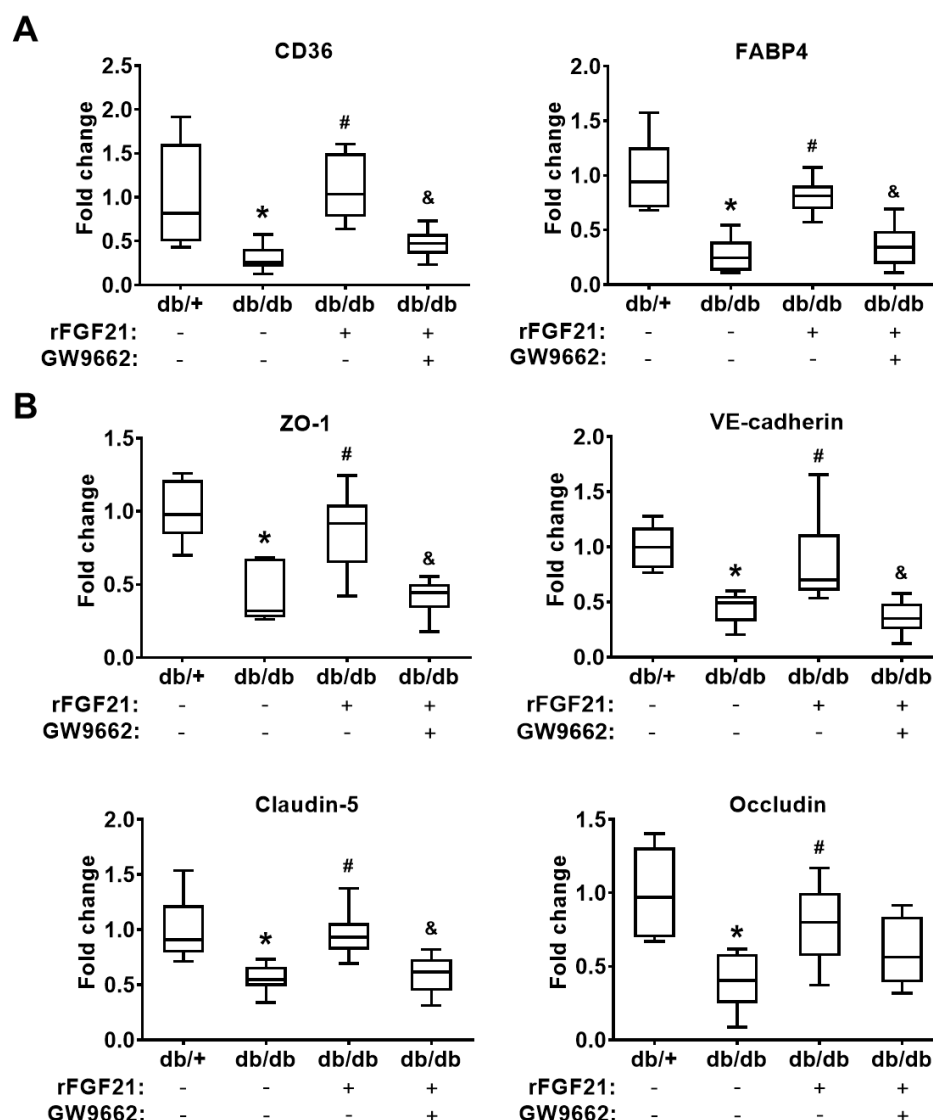 A
CD36
Fold change
2.5
2.0
1.5
1.0
0.5
0.0
*
#
&
db/+ db/db db/db db/db
rFGF21: - - + +
GW9662: - - - +
FABP4
Fold change
2.0
1.5
1.0
0.5
0.0
*
#
&
db/+ db/db db/db db/db
- - + +
- - - +
B
ZO-1
Fold change
1.5
1.0
0.5
0.0
*
#
&
db/+ db/db db/db db/db
rFGF21: - - + +
GW9662: - - - +
VE-cadherin
Fold change
2.0
1.5
1.0
0.5
0.0
*
#
&
db/+ db/db db/db db/db
rFGF21: - - + +
GW9662: - - - +
Claudin-5
Fold change
2.0
1.5
1.0
0.5
0.0
*
#
&
db/+ db/db db/db db/db
rFGF21: - - + +
GW9662: - - - +
Occludin
Fold change
1.5
1.0
0.5
0.0
*
#
db/+ db/db db/db db/db
rFGF21: - - + +
GW9662: - - - +